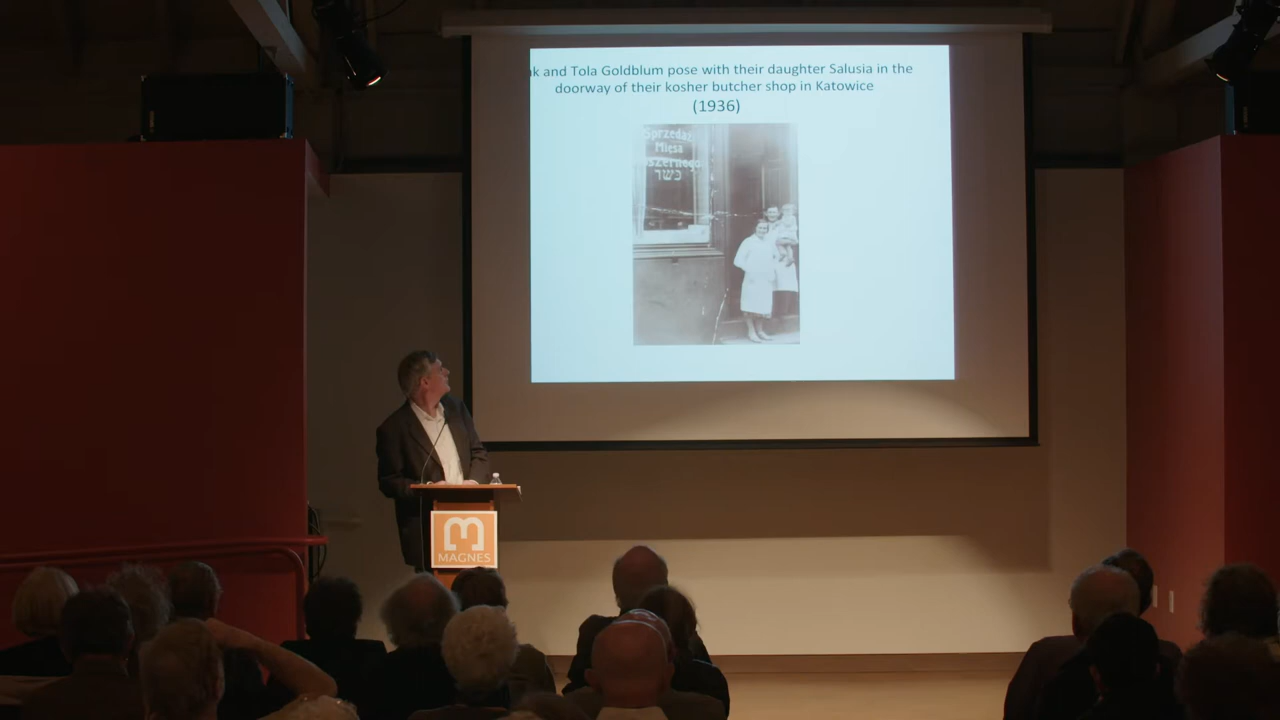 and Tola Goldblum pose with their daughter Salusia in the
doorway of their kosher butcher shop in Katowice
(1936)
Sprzedaż
Mięsa
כשר
MAGNES